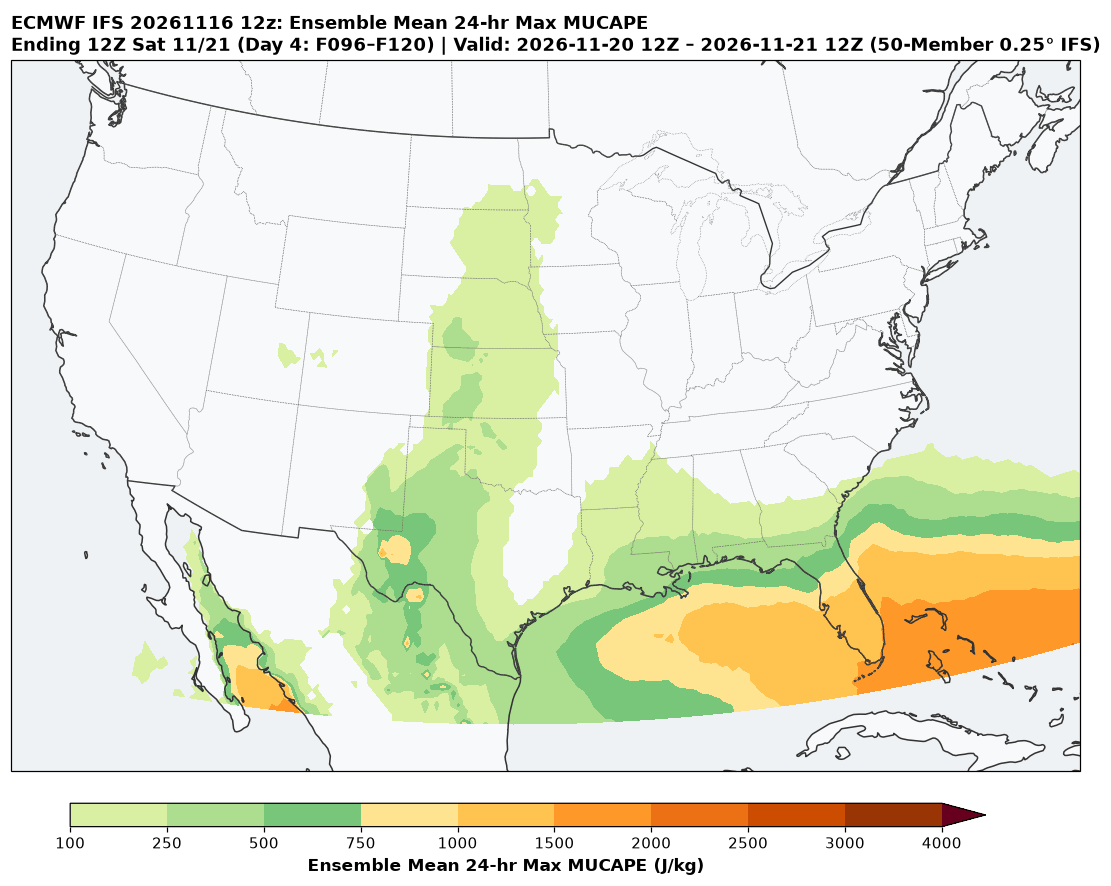 ECMWF IFS 20261116 12z: Ensemble Mean 24-hr Max MUCAPE
Ending 12Z Sat 11/21 (Day 4: F096–F120) | Valid: 2026-11-20 12Z – 2026-11-21 12Z (50-Member 0.25° IFS)
100 250 500 750 1000 1500 2000 2500 3000 4000
Ensemble Mean 24-hr Max MUCAPE (J/kg)